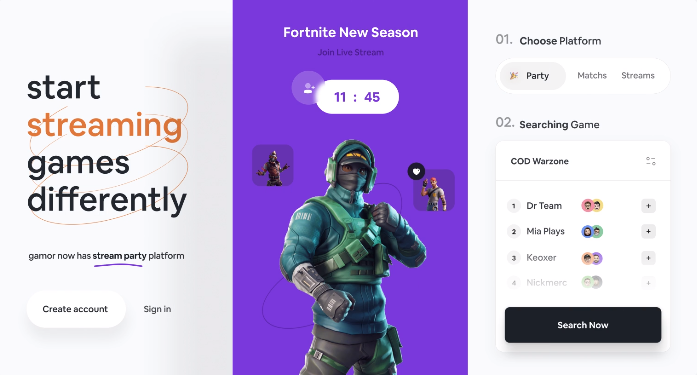 start
streaming
games
differently
gamor now has stream party platform
Create account
Sign in
Fortnite New Season
Join Live Stream
11 : 45
01. Choose Platform
Party
Matchs
Streams
02. Searching Game
COD Warzone
1 Dr Team +
2 Mia Plays +
3 Keoxer +
4 Nickmerc +
Search Now